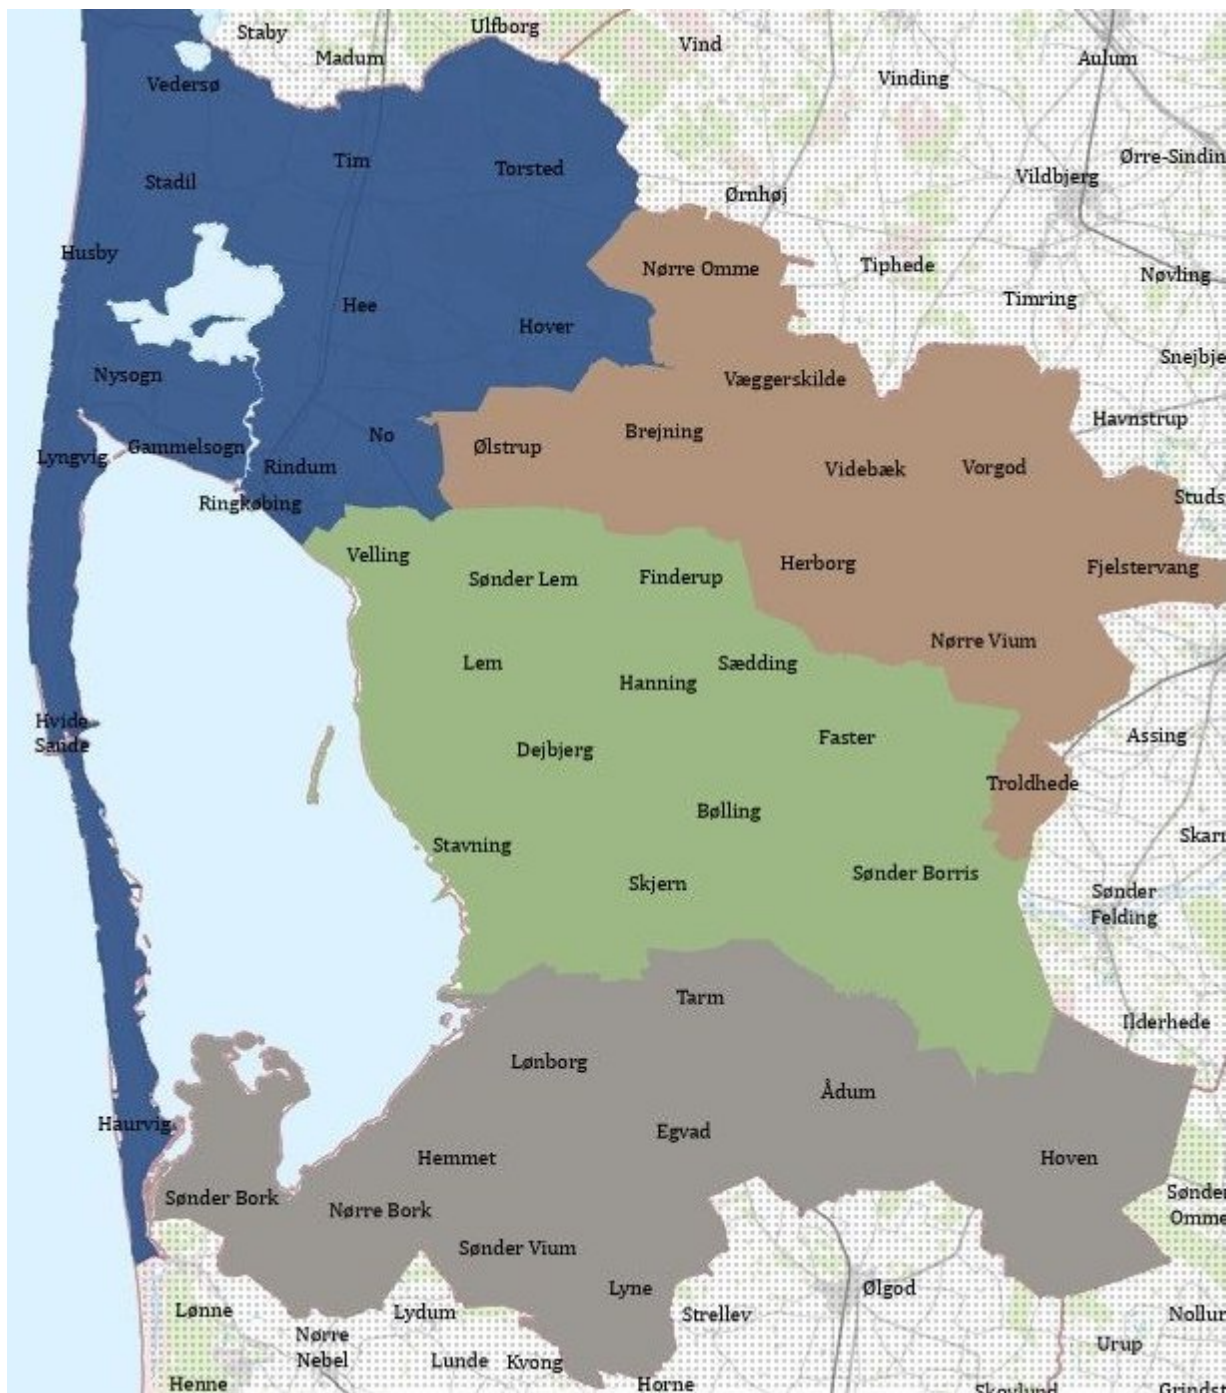 Ulfborg
Staby
Madum
Vind
Aulum
Vinding
Vedersø
Tim
Torsted
Ørre-Sindin
Stadil
Vildbjerg
Ørnhøj
Husby
Nørre Omme
Tiphede
Nøvling
Timring
Hee
Hover
Snejbje
Nysogn
Væggerskilde
Havnstrup
Brejning
No
Gammelsogn
Ølstrup
Lyngvig
Rindum
Videbæk
Vorgod
Studs
Ringkøbing
Velling
Herborg
Fjelstervang
Sønder Lem
Finderup
Nørre Vium
Lem
Sædding
Hanning
Hvide
Sande
Faster
Assing
Dejbjerg
Troldhede
Bølling
Skarr
Stavning
Skjern
Sønder Borris
Sønder
Felding
Tarm
Ilderhede
Lønborg
Ådum
Haurvig
Egvad
Hemmet
Hoven
Sønder Bork
Sønder
Omme
Nørre Bork
Sønder Vium
Lyne
Ølgod
Lønne
Lydum
Strellev
Nollun
Nørre
Nebel
Urup
Lunde
Kvong
Henne
Horne
Skovlund
Grinds